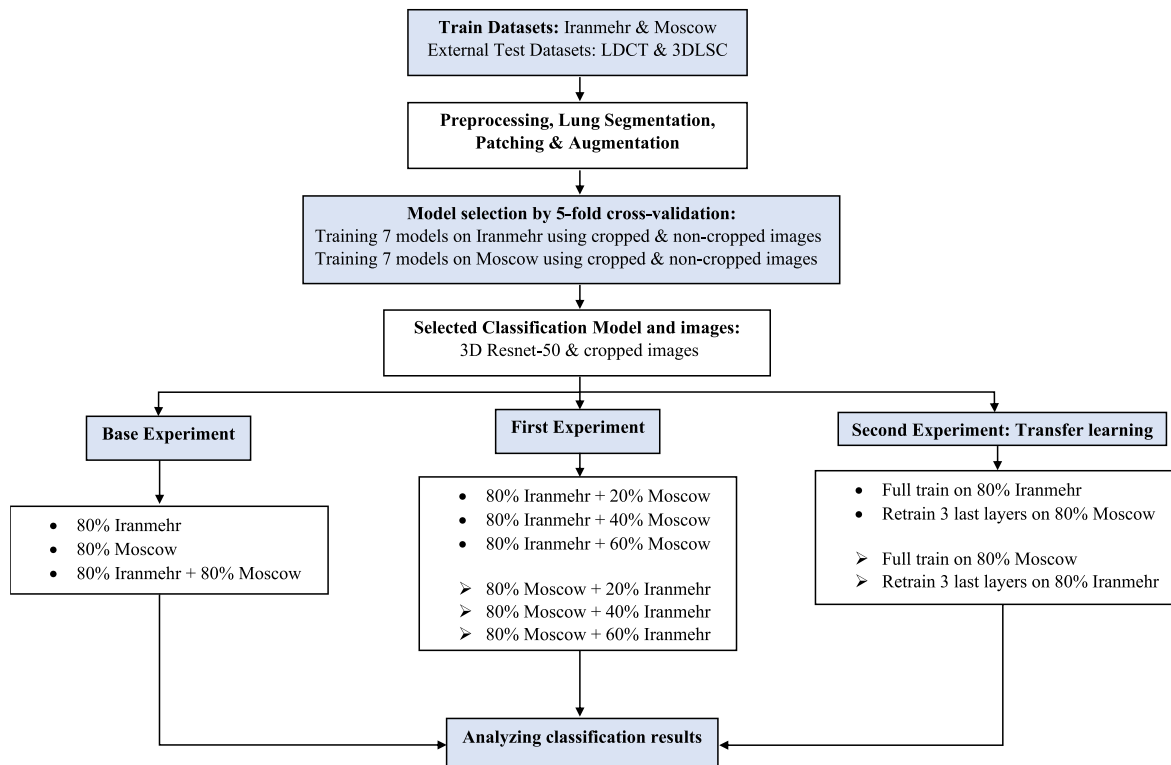 Train Datasets: Iranmehr & Moscow
External Test Datasets: LDCT & 3DLSC
Preprocessing, Lung Segmentation,
Patching & Augmentation
Model selection by 5-fold cross-validation:
Training 7 models on Iranmehr using cropped & non-cropped images
Training 7 models on Moscow using cropped & non-cropped images
Selected Classification Model and images:
3D Resnet-50 & cropped images
Base Experiment
• 80% Iranmehr
• 80% Moscow
• 80% Iranmehr + 80% Moscow
First Experiment
• 80% Iranmehr + 20% Moscow
• 80% Iranmehr + 40% Moscow
• 80% Iranmehr + 60% Moscow
➢ 80% Moscow + 20% Iranmehr
➢ 80% Moscow + 40% Iranmehr
➢ 80% Moscow + 60% Iranmehr
Second Experiment: Transfer learning
• Full train on 80% Iranmehr
• Retrain 3 last layers on 80% Moscow
➢ Full train on 80% Moscow
➢ Retrain 3 last layers on 80% Iranmehr
Analyzing classification results